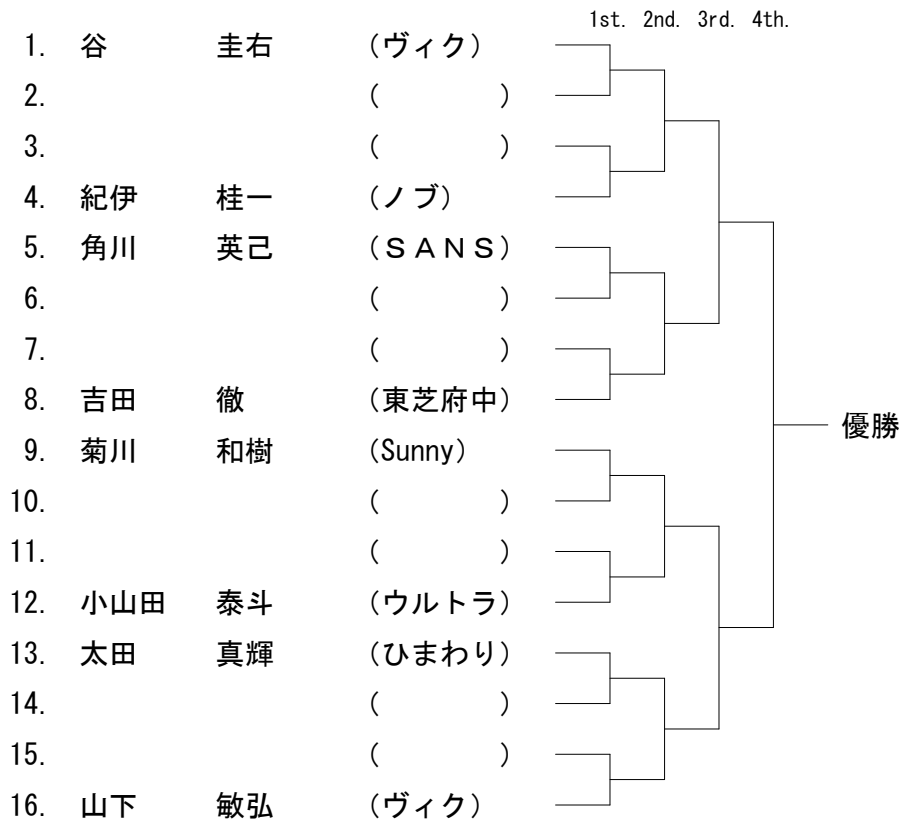 1st. 2nd. 3rd. 4th.
1. 谷 圭右 (ヴィク)
2. ( )
3. ( )
4. 紀伊 桂一 (ノブ)
5. 角川 英己 (ＳＡＮＳ)
6. ( )
7. ( )
8. 吉田 徹 (東芝府中)
優勝
9. 菊川 和樹 (Sunny)
10. ( )
11. ( )
12. 小山田 泰斗 (ウルトラ)
13. 太田 真輝 (ひまわり)
14. ( )
15. ( )
16. 山下 敏弘 (ヴィク)